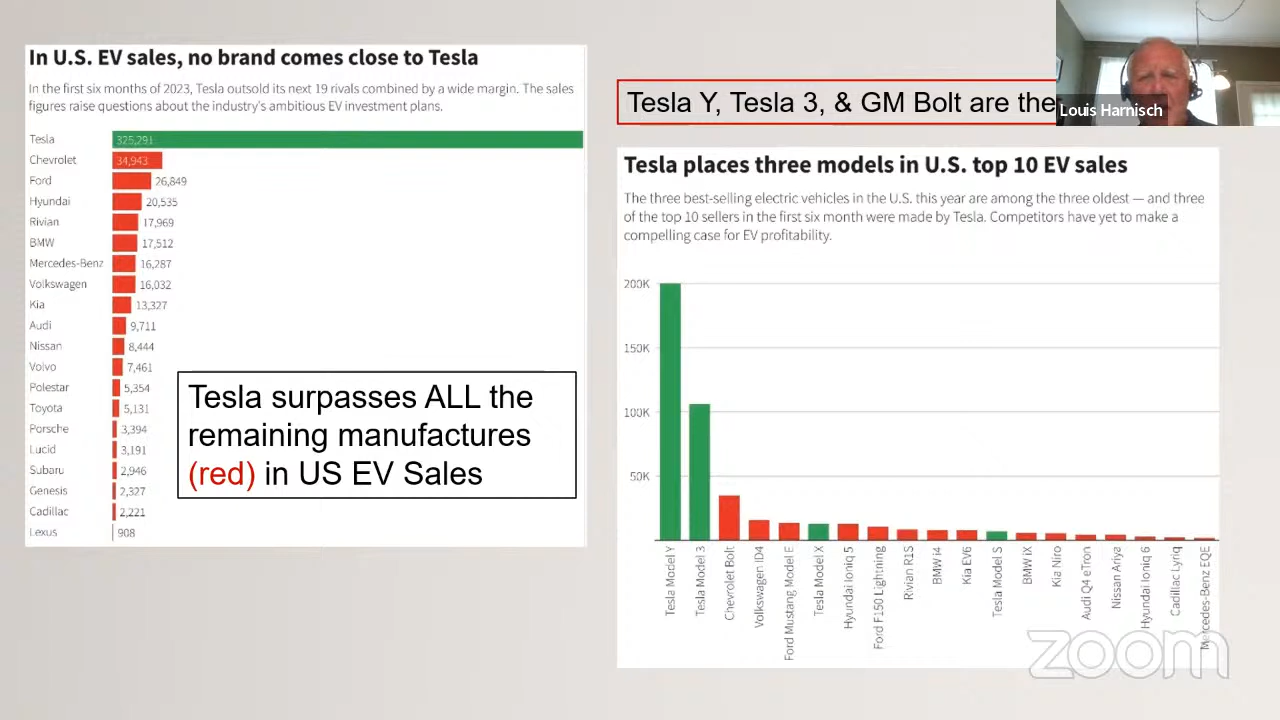 In U.S. EV sales, no brand comes close to Tesla
In the first six months of 2023, Tesla outsold its next 19 rivals combined by a wide margin. The sales
figures raise questions about the industry's ambitious EV investment plans.
Tesla 325,291
Chevrolet 34,943
Ford 26,849
Hyundai 20,535
Rivian 17,969
BMW 17,512
Mercedes-Benz 16,287
Volkswagen 16,032
Kia 13,327
Audi 9,711
Nissan 8,444
Volvo 7,461
Polestar 5,354
Toyota 5,131
Porsche 3,394
Lucid 3,191
Subaru 2,946
Genesis 2,327
Cadillac 2,221
Lexus 908
Tesla surpasses ALL the
remaining manufactures
(red) in US EV Sales
Tesla Y, Tesla 3, & GM Bolt are the
Louis Harnisch
Tesla places three models in U.S. top 10 EV sales
The three best-selling electric vehicles in the U.S. this year are among the three oldest — and three
of the top 10 sellers in the first six month were made by Tesla. Competitors have yet to make a
compelling case for EV profitability.
200K
150K
100K
50K
Tesla Model Y
Tesla Model 3
Chevrolet Bolt
Volkswagen ID4
Ford Mustang Model E
Tesla Model X
Hyundai Ioniq 5
Ford F150 Lightning
Rivian R1S
BMW i4
Kia EV6
Tesla Model S
BMW iX
Kia Niro
Audi Q4 eTron
Nissan Ariya
Hyundai Ioniq 6
Cadillac Lyriq
Mercedes-Benz EQE
zoom